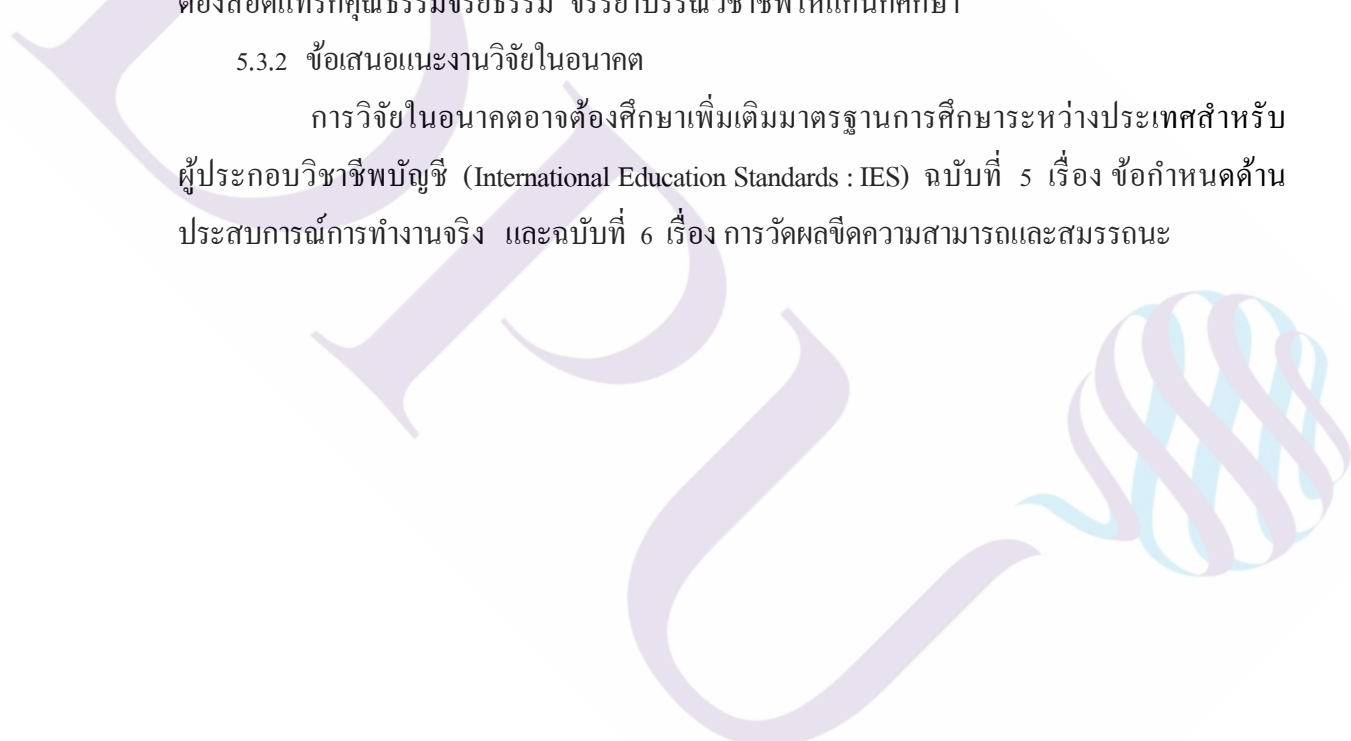 ต้องสอดแทรกคุณธรรมจริยธรรม จรรยาบรรณวิชาชีพให้แก่นักศึกษา
5.3.2 ข้อเสนอแนะงานวิจัยในอนาคต
การวิจัยในอนาคตอาจต้องศึกษาเพิ่มเติมมาตรฐานการศึกษาระหว่างประเทศสำหรับ
ผู้ประกอบวิชาชีพบัญชี (International Education Standards : IES) ฉบับที่ 5 เรื่อง ข้อกำหนดด้าน
ประสบการณ์การทำงานจริง และฉบับที่ 6 เรื่อง การวัดผลขีดความสามารถและสมรรถนะ
DPU